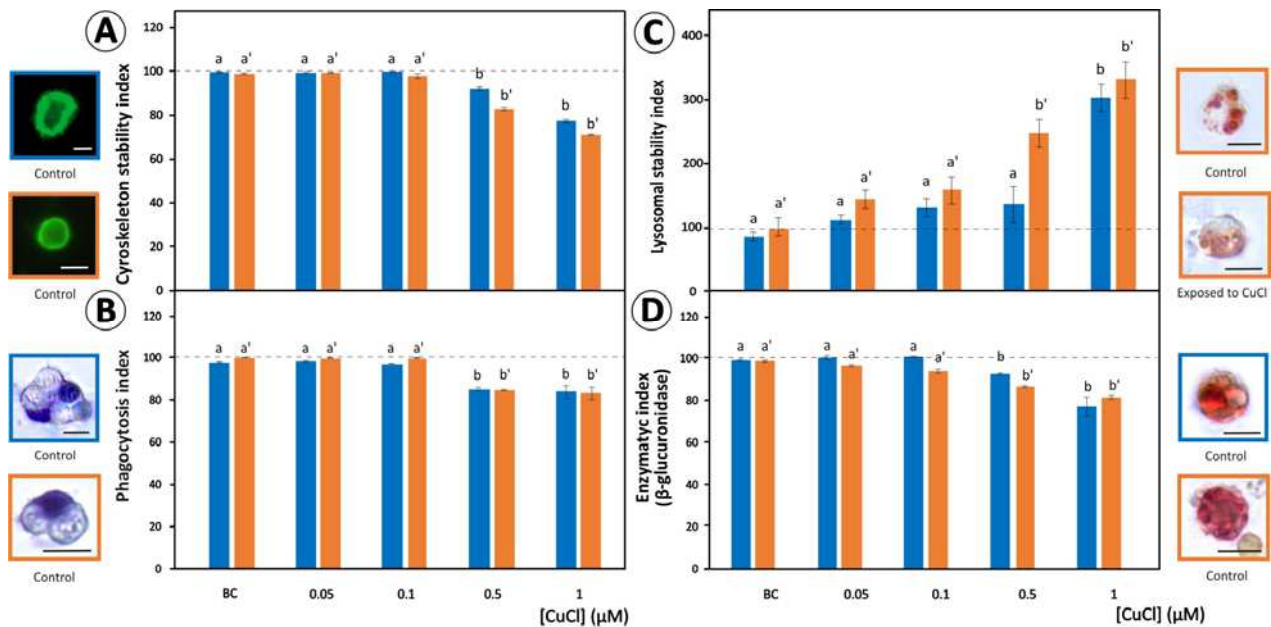 A
Cyroskeleton stability index
120
100
80
60
40
20
0
a a' a a' a a' b b' b b'
Control
Control
B
Phagocytosis index
120
100
80
60
40
20
0
a a' a a' a a' b b' b b'
BC 0.05 0.1 0.5 1
[CuCl] (μM)
Control
Control
C
Lysosomal stability index
400
300
200
100
0
a a' a a' a a' a b' b b'
Control
Exposed to CuCl
D
Enzymatyc index
(β-glucuronidase)
120
100
80
60
40
20
0
a a' a a' a a' b b' b b'
BC 0.05 0.1 0.5 1
[CuCl] (μM)
Control
Control